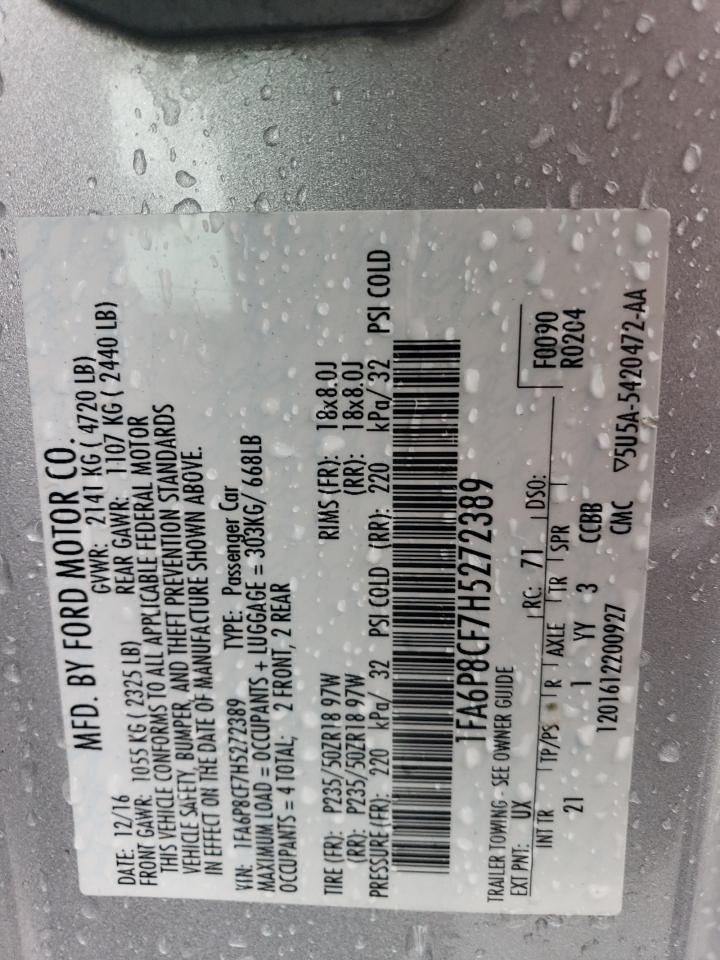 MFD. BY FORD MOTOR CO.
DATE: 12/16 GVWR: 2141 KG ( 4720 LB)
FRONT GAWR: 1055 KG ( 2325 LB) REAR GAWR: 1107 KG ( 2440 LB)
THIS VEHICLE CONFORMS TO ALL APPLICABLE FEDERAL MOTOR
VEHICLE SAFETY, BUMPER, AND THEFT PREVENTION STANDARDS
IN EFFECT ON THE DATE OF MANUFACTURE SHOWN ABOVE.
VIN: 1FA6P8CF7H5272389 TYPE: Passenger Car
MAXIMUM LOAD = OCCUPANTS + LUGGAGE = 303KG/ 668LB
OCCUPANTS = 4 TOTAL; 2 FRONT, 2 REAR
TIRE (FR): P235/50ZR18 97W RIMS (FR): 18x8.0J
(RR): P235/50ZR18 97W (RR): 18x8.0J
PRESSURE (FR): 220 kPa/ 32 PSI COLD (RR): 220 kPa/ 32 PSI COLD
1FA6P8CF7H5272389
TRAILER TOWING - SEE OWNER GUIDE
EXT PNT: UX RC: 71 DSO: F0090
R0204
INT TR TP/PS R AXLE TR SPR
21 1 YY 3 CCBB
1201612200927 CMC ▽5U5A-5420472-AA